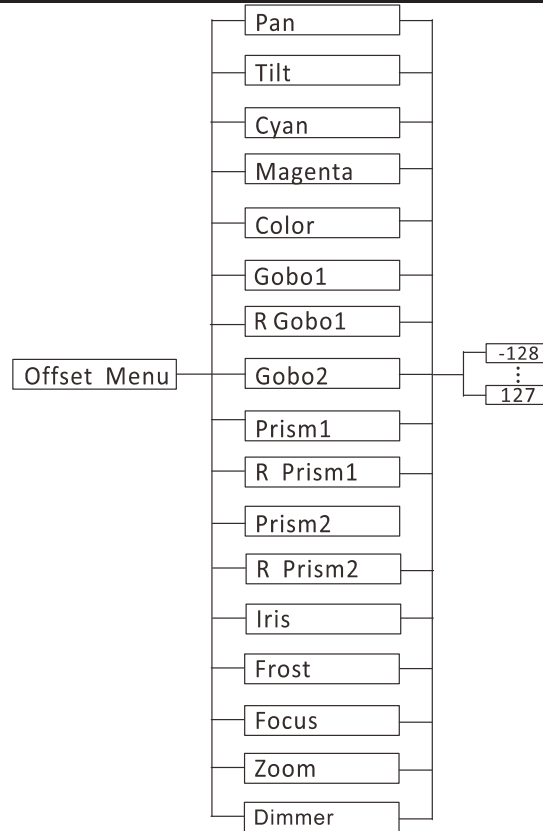 Pan
Tilt
Cyan
Magenta
Color
Gobo1
R Gobo1
Offset Menu
Gobo2
-128
127
Prism1
R Prism1
Prism2
R Prism2
Iris
Frost
Focus
Zoom
Dimmer